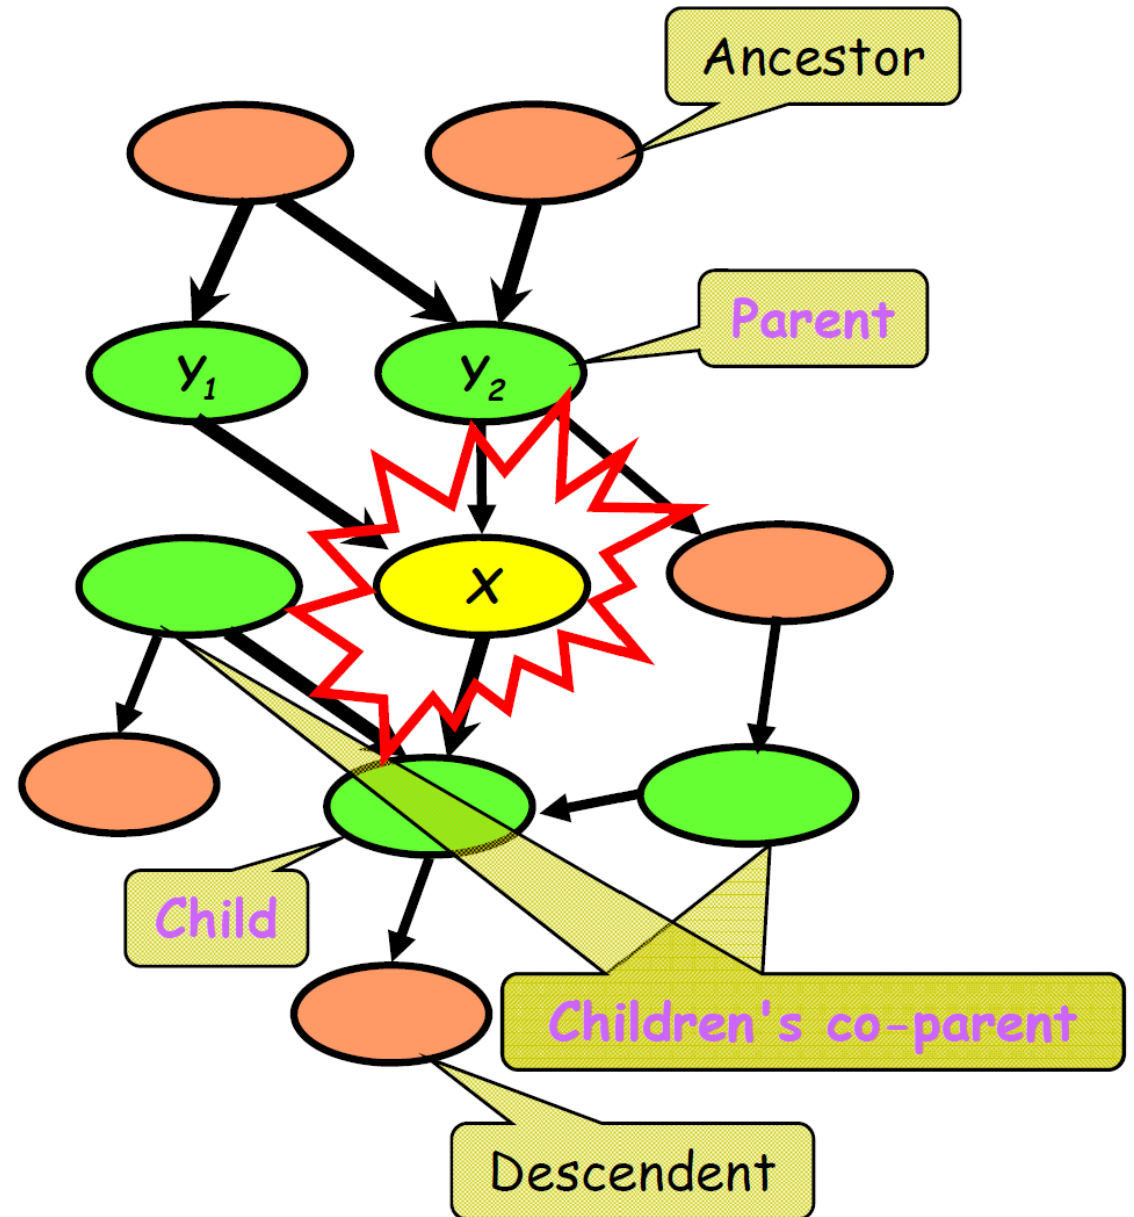 Ancestor
Parent
Y1
Y2
X
Child
Children's co-parent
Descendent